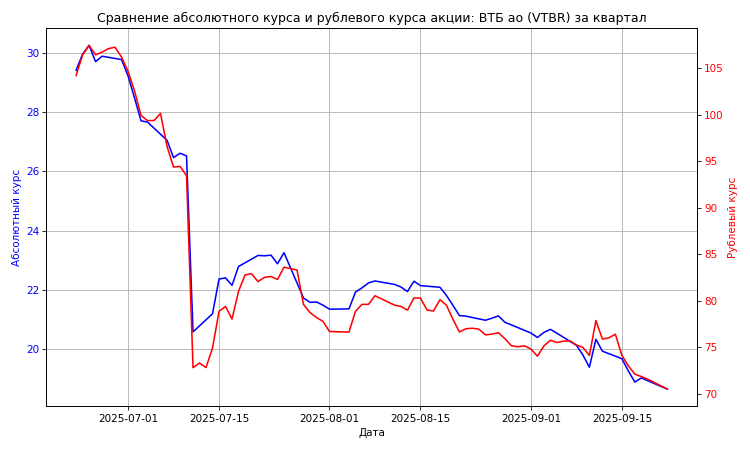 Сравнение абсолютного курса и рублевого курса акции: ВТБ ао (VTBR) за квартал
Абсолютный курс
30
28
26
24
22
20
105
100
95
90
85
80
75
70
Рублевый курс
2025-07-01 2025-07-15 2025-08-01 2025-08-15 2025-09-01 2025-09-15
Дата